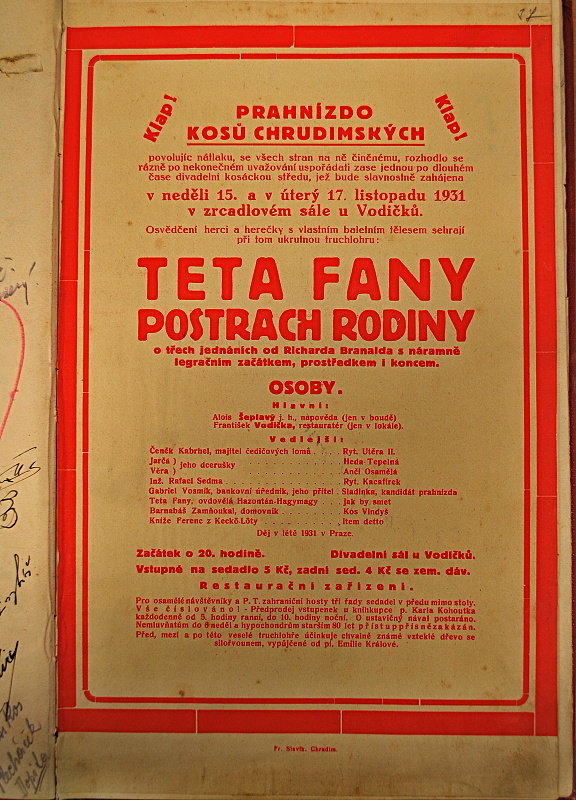 Klap!
Klap!
PRAHNÍZDO
KOSŮ CHRUDIMSKÝCH
povolujíc nátlaku, se všech stran na ně činěnému, rozhodlo se
rázně po nekonečném uvažování uspořádati zase jednou po dlouhém
čase divadelní kosáckou středu, jež bude slavnostně zahájena
v neděli 15. a v úterý 17. listopadu 1931
v zrcadlovém sále u Vodičků.
Osvědčení herci a herečky s vlastním baletním tělesem sehrají
při tom ukrutnou truchlohru:
TETA FANY
POSTRACH RODINY
o třech jednáních od Richarda Branalda s náramně
legračním začátkem, prostředkem i koncem.
OSOBY.
Hlavní:
Alois Šeplavý j. h., nápověda (jen v boudě)
František Vodička, restauratér (jen v lokále).
Vedlejší:
Čeněk Kabrhel, majitel čedičových lomů . . . Ryt. Utěra II.
Jarča ) jeho dcerušky . . . . . . . . . . Heda Tepelná
Věra ) Anči Osamělá
Inž. Rafael Sedma . . . . . . . . . . Ryt. Kacafírek
Gabriel Vosmík, bankovní úředník, jeho přítel . Sladinka, kandidát prahnízda
Teta Fany, ovdovělá Hazontán-Hagymagy . . . jak by smet
Barnabáš Zamňoukal, domovník . . . . . Kos Vindyš
Kníže Ferenc z Keckö-Löty . . . . . . . Item detto
Děj v létě 1931 v Praze.
Začátek o 20. hodině. Divadelní sál u Vodičků.
Vstupné na sedadlo 5 Kč, zadní sed. 4 Kč se zem. dáv.
Restaurační zařízení.
Pro osamělé návštěvníky a P. T. zahraniční hosty tři řady sedadel v předu mimo stoly.
Vše číslováno! - Předprodej vstupenek u knihkupce p. Karla Kohoutka
každodenně od 5. hodiny ranní, do 10. hodiny noční. O ustavičný nával postaráno.
Nemluvňatům do 8 neděl a hypochondrům starším 80 let přístup přísně zakázán.
Před, mezi a po této veselé truchlohře účinkuje chvalně známé vzteklé dřevo se
silořvounem, vypůjčené od pí. Emilie Králové.
Pr. Slavík. Chrudim.